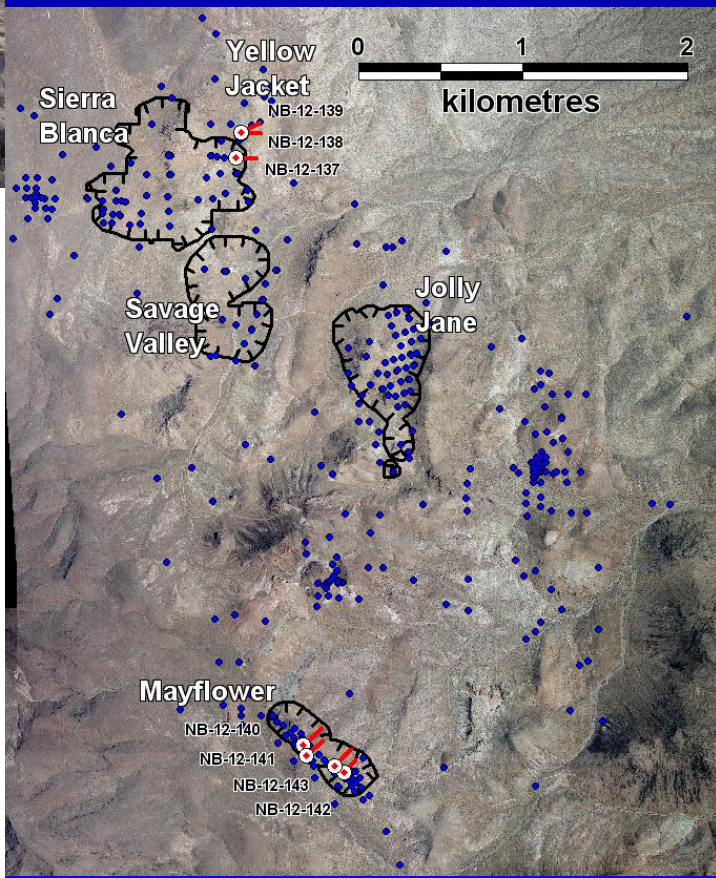 Yellow
Jacket
0 1 2
kilometres
Sierra
Blanca
NB-12-139
NB-12-138
NB-12-137
Savage
Valley
Jolly
Jane
Mayflower
NB-12-140
NB-12-141
NB-12-143
NB-12-142